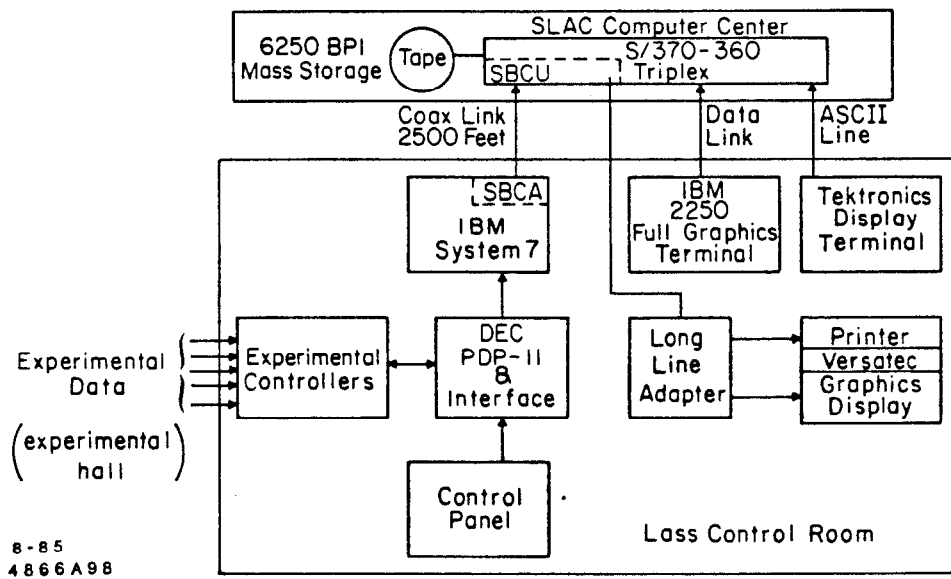 SLAC Computer Center
6250 BPI
Mass Storage
Tape
S/370-360
Triplex
SBCU
Coax Link
2500 Feet
Data
Link
ASCII
Line
SBCA
IBM
System 7
IBM
2250
Full Graphics
Terminal
Tektronics
Display
Terminal
Experimental
Data
(experimental
hall)
Experimental
Controllers
DEC
PDP-11
&
Interface
Long
Line
Adapter
Printer
Versatec
Graphics
Display
Control
Panel
Lass Control Room
8-85
4866A98